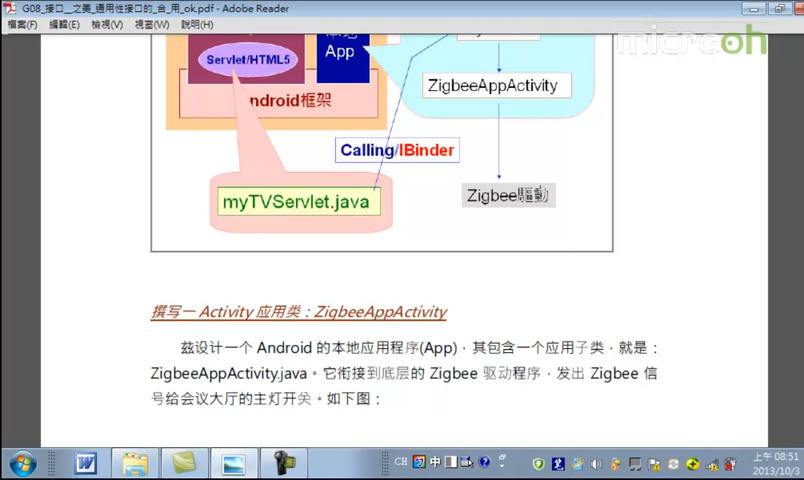 G08_接口__之美_通用性接口的_合_用_ok.pdf - Adobe Reader
檔案(F) 編輯(E) 檢視(V) 視窗(W) 說明(H)
microoh
Servlet/HTML5
App
ZigbeeAppActivity
ndroid框架
Calling/IBinder
myTVServlet.java
Zigbee驅動
撰写一 Activity 应用类：ZigbeeAppActivity
兹设计一个 Android 的本地应用程序(App)，其包含一个应用子类，就是：
ZigbeeAppActivity.java。它衔接到底层的 Zigbee 驱动程序，发出 Zigbee 信
号给会议大厅的主灯开关。如下图：
CH 中
上午 08:51
2013/10/3